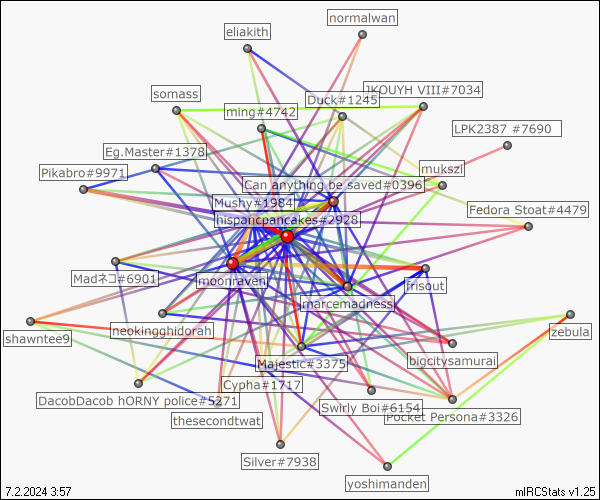 normalwan
eliakith
somass
Duck#1245
JKOUYH VIII#7034
ming#4742
LPK2387 #7690
Eg.Master#1378
Pikabro#9971
mukszi
Can anything be saved#0396
Mushy#1984
Fedora Stoat#4479
hispancpancakes#2928
Madネコ#6901
moonraven
frisout
marcemadness
shawntee9
neokingghidorah
zebula
Majestic#3375
bigcitysamurai
Cypha#1717
DacobDacob hORNY police#5271
Swirly Boi#6154
Pocket Persona#3326
thesecondtwat
Silver#7938
yoshimanden
7.2.2024 3:57
mIRCStats v1.25